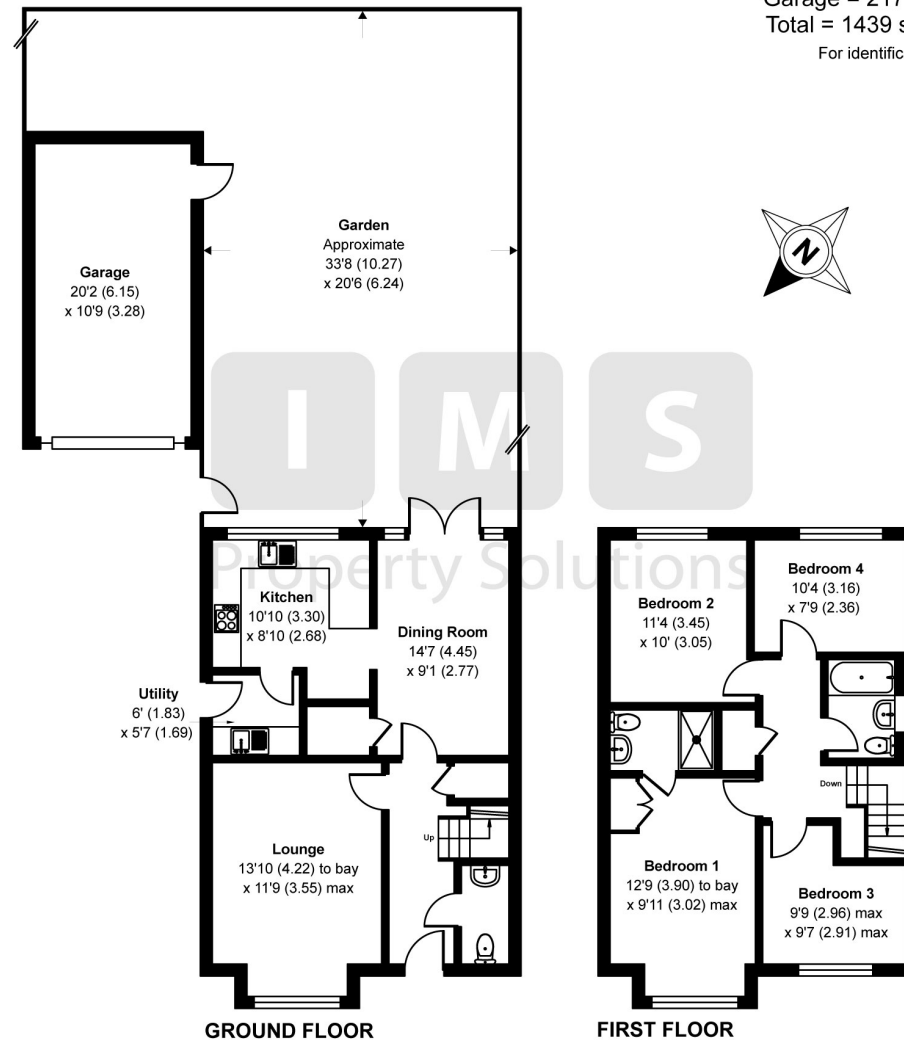 Garage = 217
Total = 1439 s
For identific
Garden
Approximate
33'8 (10.27)
x 20'6 (6.24)
Garage
20'2 (6.15)
x 10'9 (3.28)
N
I M S
Property Solutions
Kitchen
10'10 (3.30)
x 8'10 (2.68)
Dining Room
14'7 (4.45)
x 9'1 (2.77)
Utility
6' (1.83)
x 5'7 (1.69)
Lounge
13'10 (4.22) to bay
x 11'9 (3.55) max
Up
GROUND FLOOR
Bedroom 2
11'4 (3.45)
x 10' (3.05)
Bedroom 4
10'4 (3.16)
x 7'9 (2.36)
Down
Bedroom 1
12'9 (3.90) to bay
x 9'11 (3.02) max
Bedroom 3
9'9 (2.96) max
x 9'7 (2.91) max
FIRST FLOOR